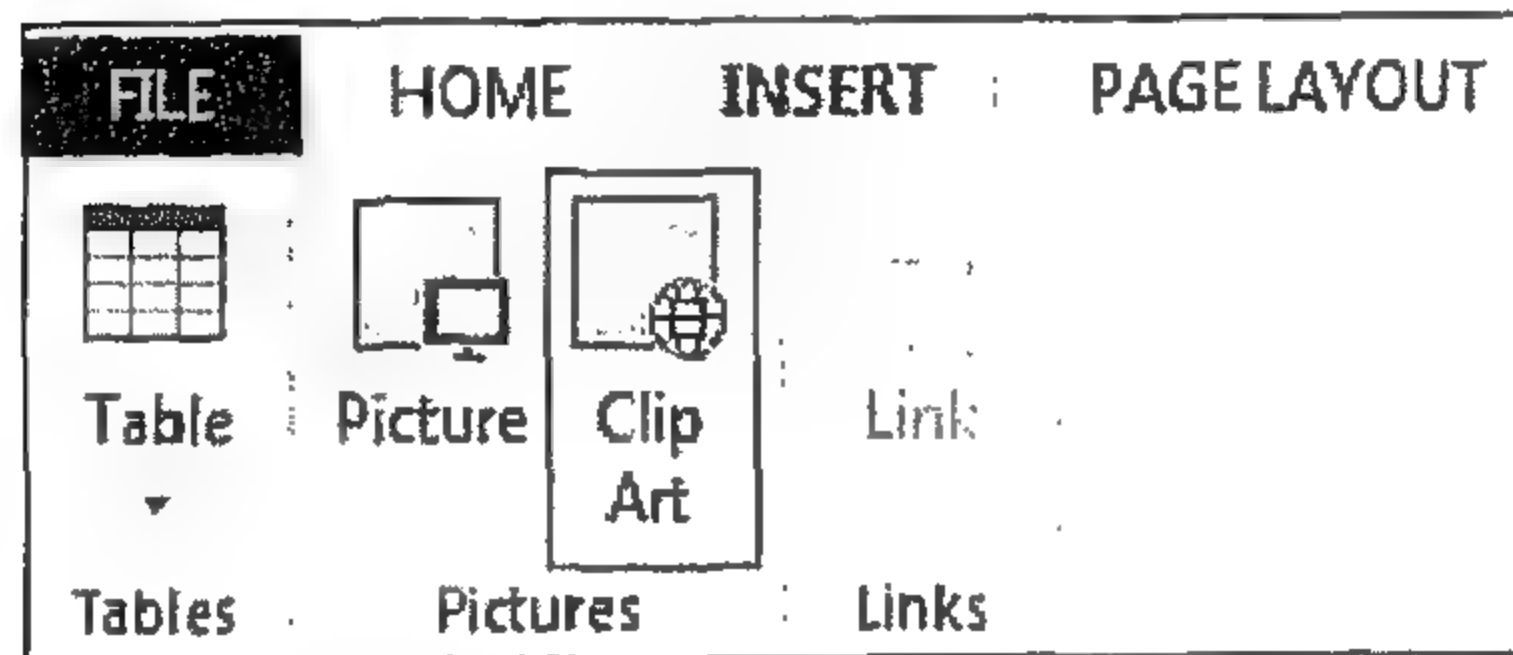 FILE HOME INSERT PAGE LAYOUT
Table Picture Clip Art Link
Tables Pictures Links